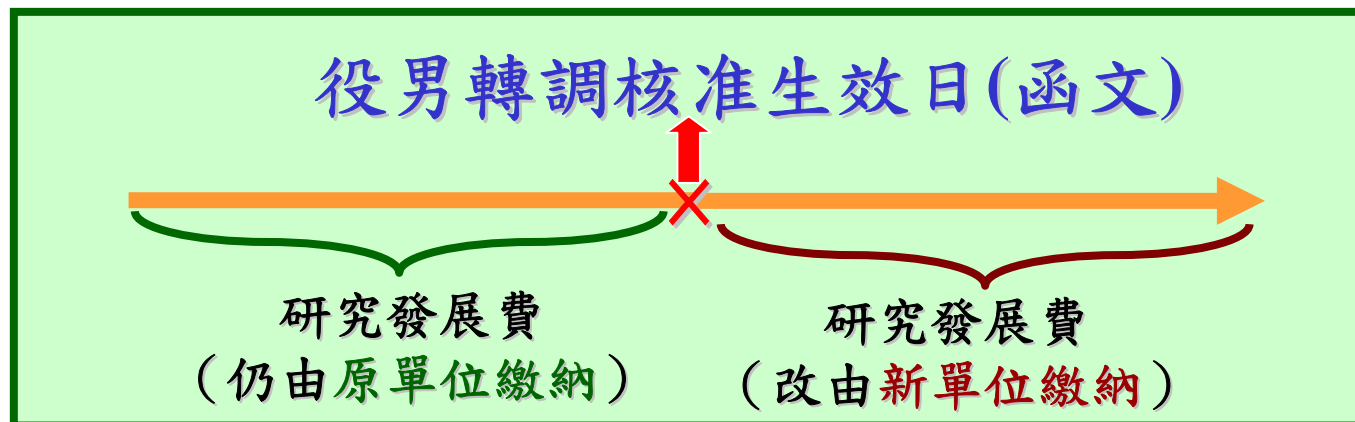 役男轉調核准生效日(函文)
研究發展費
（仍由原單位繳納）
研究發展費
（改由新單位繳納）